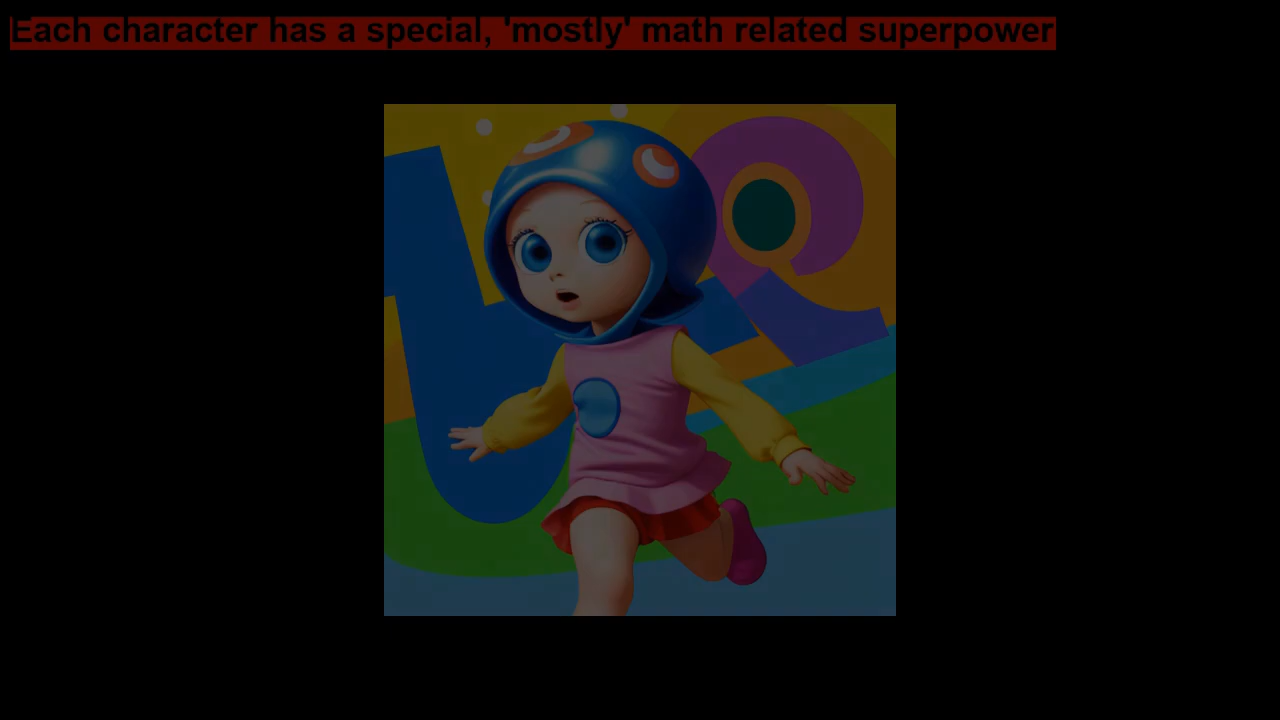 Each character has a special, 'mostly' math related superpower